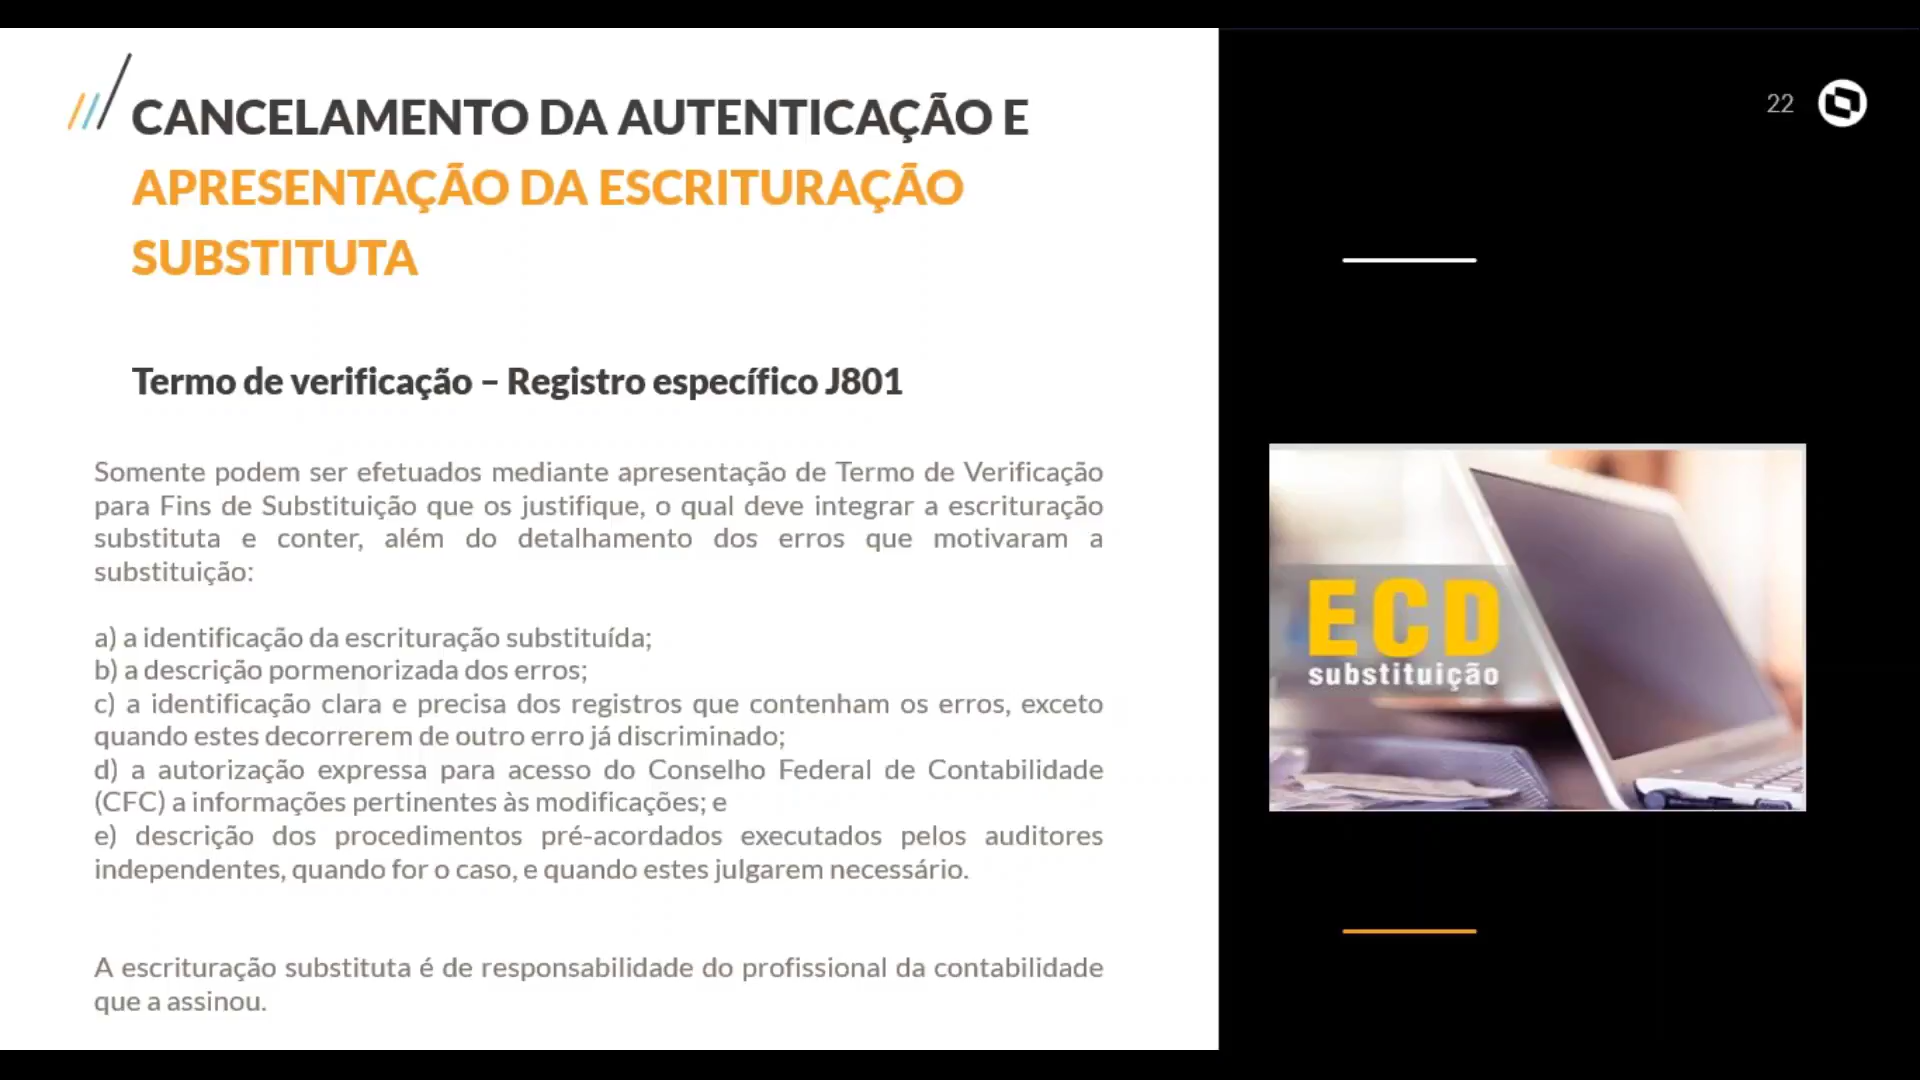 CANCELAMENTO DA AUTENTICAÇÃO E
APRESENTAÇÃO DA ESCRITURAÇÃO
SUBSTITUTA
22
Termo de verificação – Registro específico J801
Somente podem ser efetuados mediante apresentação de Termo de Verificação
para Fins de Substituição que os justifique, o qual deve integrar a escrituração
substituta e conter, além do detalhamento dos erros que motivaram a
substituição:
a) a identificação da escrituração substituída;
b) a descrição pormenorizada dos erros;
c) a identificação clara e precisa dos registros que contenham os erros, exceto
quando estes decorrerem de outro erro já discriminado;
d) a autorização expressa para acesso do Conselho Federal de Contabilidade
(CFC) a informações pertinentes às modificações; e
e) descrição dos procedimentos pré-acordados executados pelos auditores
independentes, quando for o caso, e quando estes julgarem necessário.
A escrituração substituta é de responsabilidade do profissional da contabilidade
que a assinou.
ECD
substituição